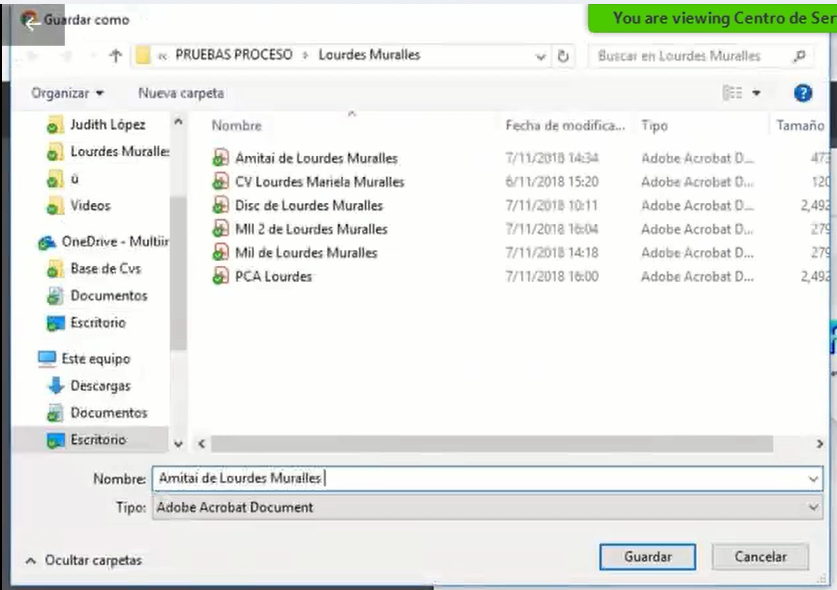 Guardar como
You are viewing Centro de Ser
« PRUEBAS PROCESO › Lourdes Muralles
Buscar en Lourdes Muralles
Organizar
Nueva carpeta
Judith López
Lourdes Muralles
ú
Videos
OneDrive - Multiin
Base de Cvs
Documentos
Escritorio
Este equipo
Descargas
Documentos
Escritorio
Nombre Fecha de modifica... Tipo Tamaño
Amitai de Lourdes Muralles 7/11/2018 14:34 Adobe Acrobat D... 473
CV Lourdes Mariela Muralles 6/11/2018 15:20 Adobe Acrobat D... 120
Disc de Lourdes Muralles 7/11/2018 10:11 Adobe Acrobat D... 2,492
MII 2 de Lourdes Muralles 7/11/2018 16:04 Adobe Acrobat D... 279
Mil de Lourdes Muralles 7/11/2018 14:18 Adobe Acrobat D... 279
PCA Lourdes 7/11/2018 16:00 Adobe Acrobat D... 2,492
Nombre: Amitai de Lourdes Muralles
Tipo: Adobe Acrobat Document
Ocultar carpetas
Guardar
Cancelar